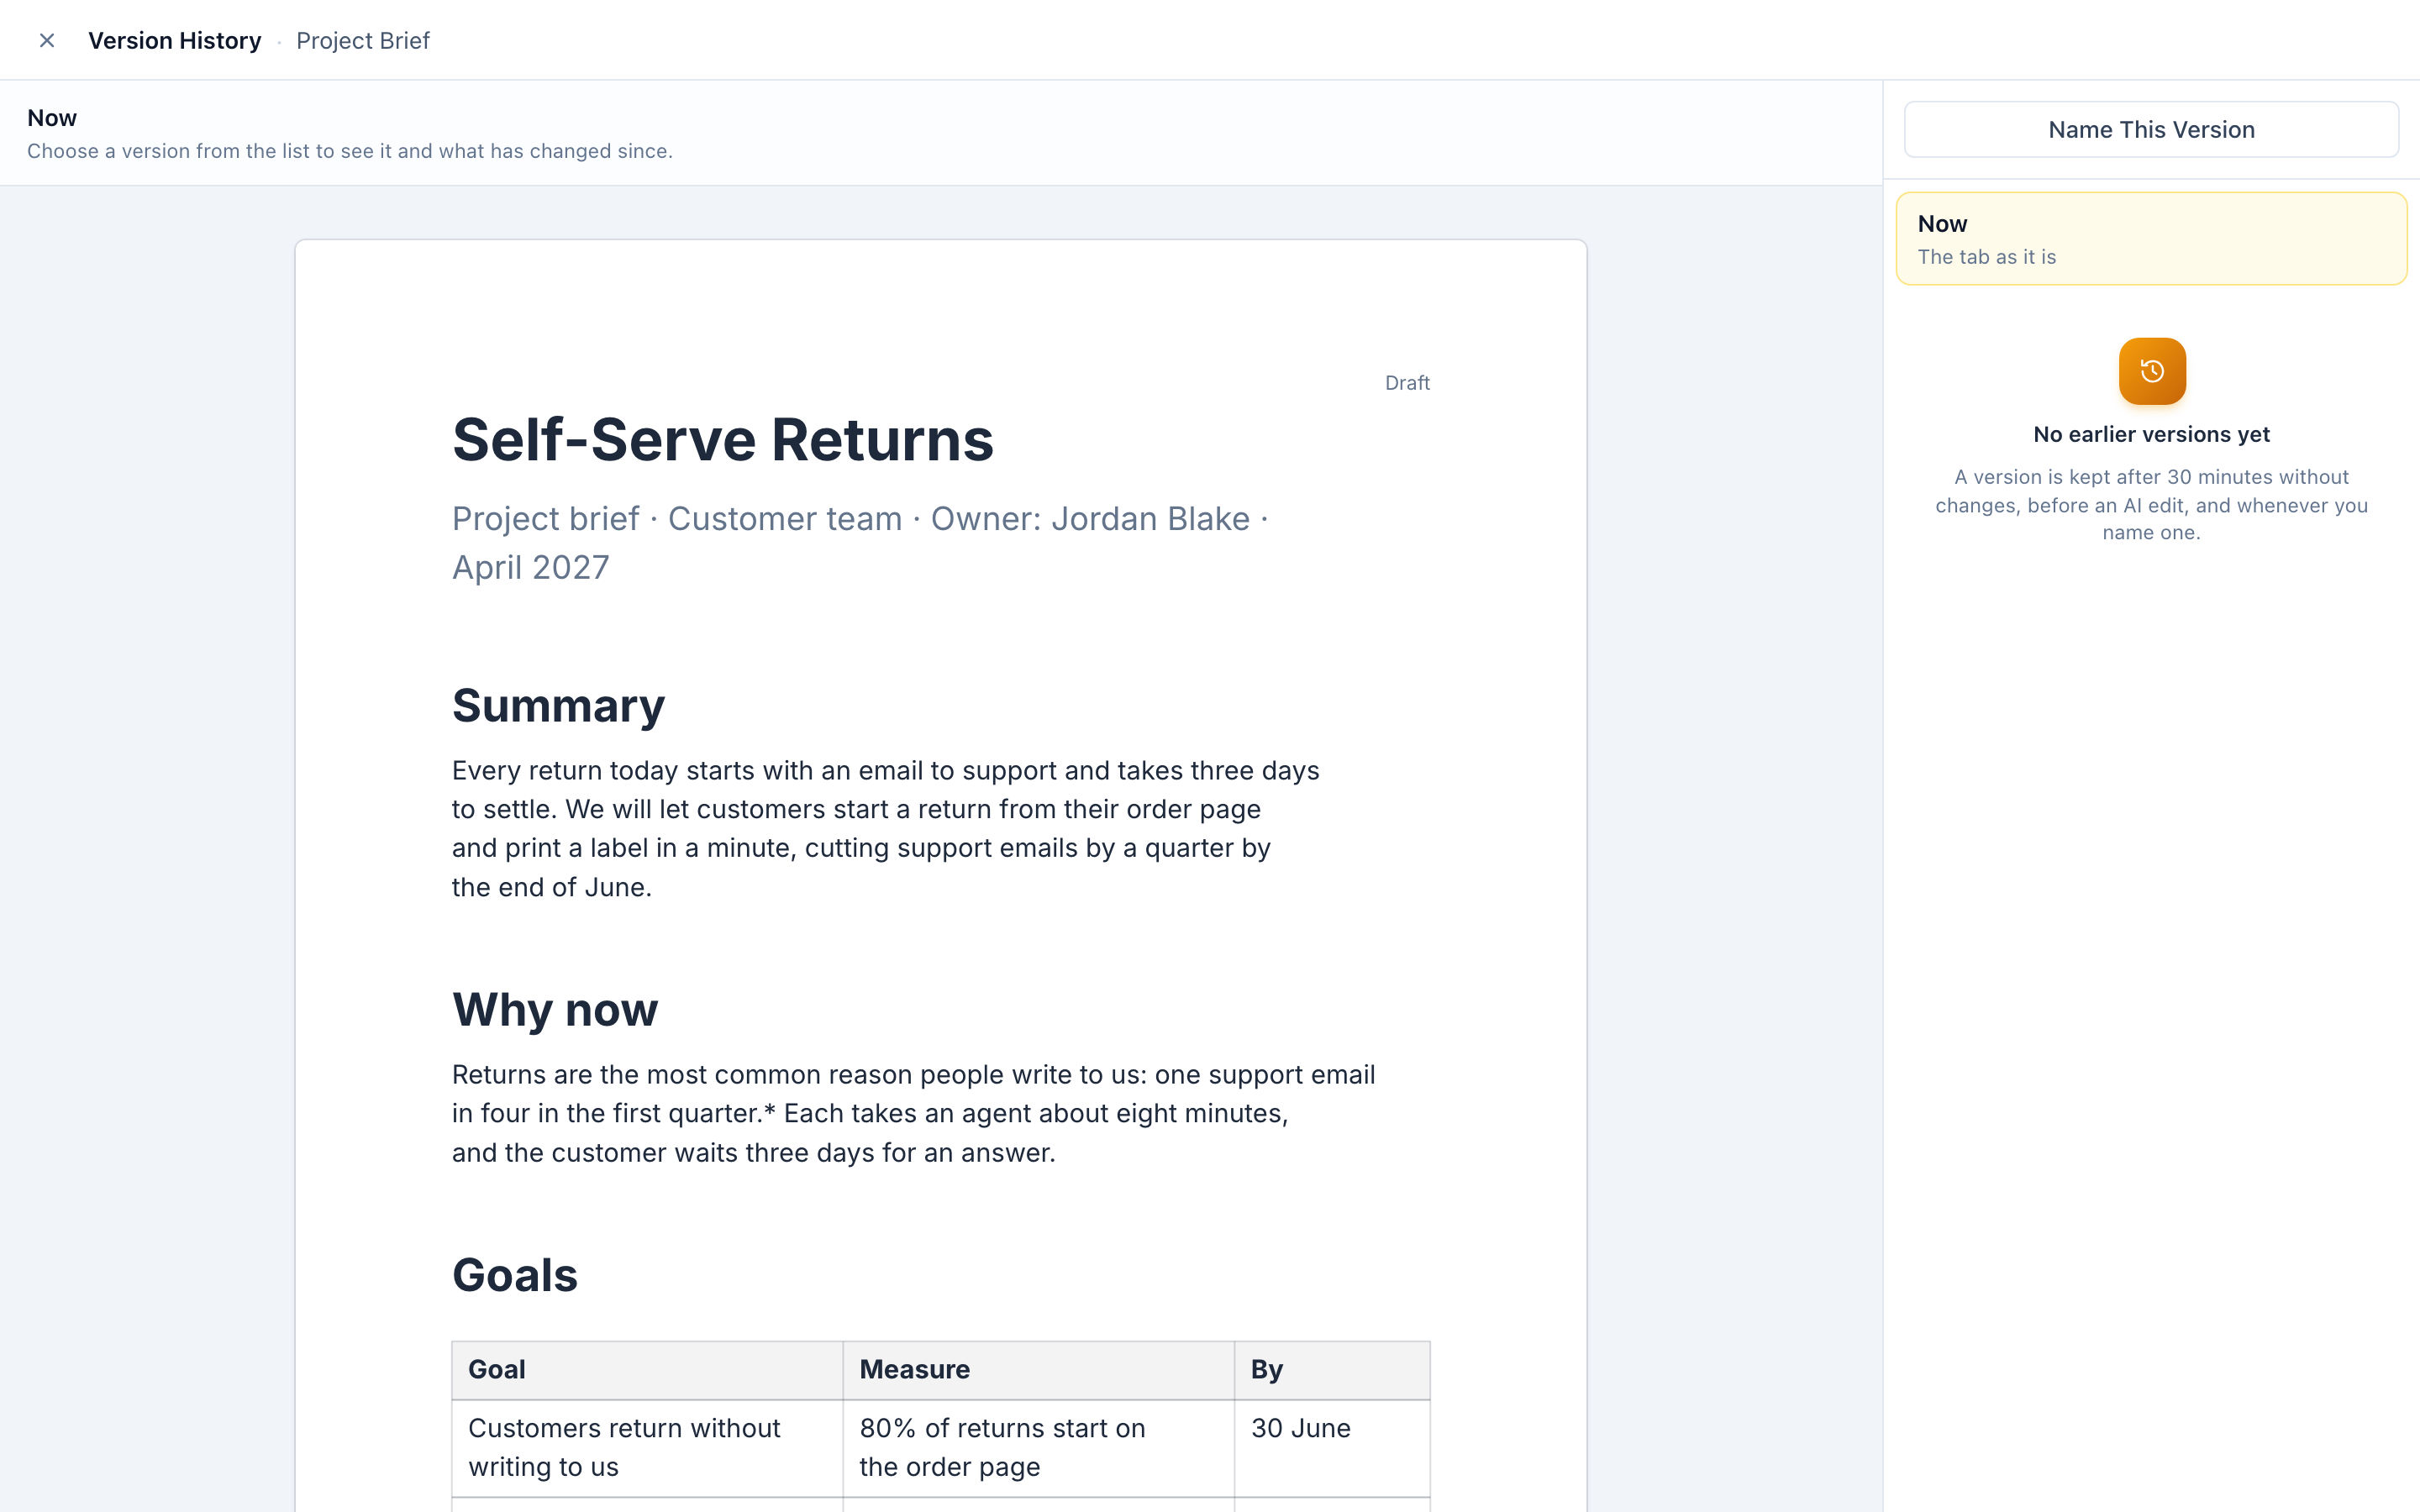 Version History · Project Brief
Now
Choose a version from the list to see it and what has changed since.
Draft
Self-Serve Returns
Project brief · Customer team · Owner: Jordan Blake ·
April 2027
Summary
Every return today starts with an email to support and takes three days
to settle. We will let customers start a return from their order page
and print a label in a minute, cutting support emails by a quarter by
the end of June.
Why now
Returns are the most common reason people write to us: one support email
in four in the first quarter.* Each takes an agent about eight minutes,
and the customer waits three days for an answer.
Goals
Goal Measure By
Customers return without 80% of returns start on 30 June
writing to us the order page
Name This Version
Now
The tab as it is
No earlier versions yet
A version is kept after 30 minutes without
changes, before an AI edit, and whenever you
name one.